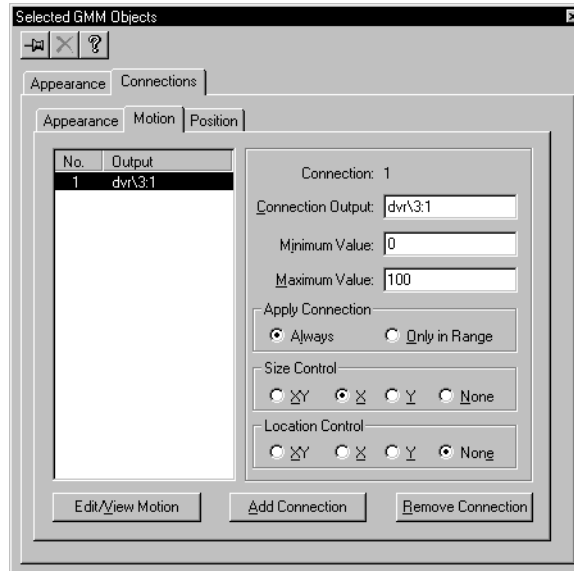 Selected GMM Objects
Appearance Connections
Appearance Motion Position
No. Output
1 dvr\3:1
Connection: 1
Connection Output: dvr\3:1
Minimum Value: 0
Maximum Value: 100
Apply Connection
Always Only in Range
Size Control
XY X Y None
Location Control
XY X Y None
Edit/View Motion Add Connection Remove Connection